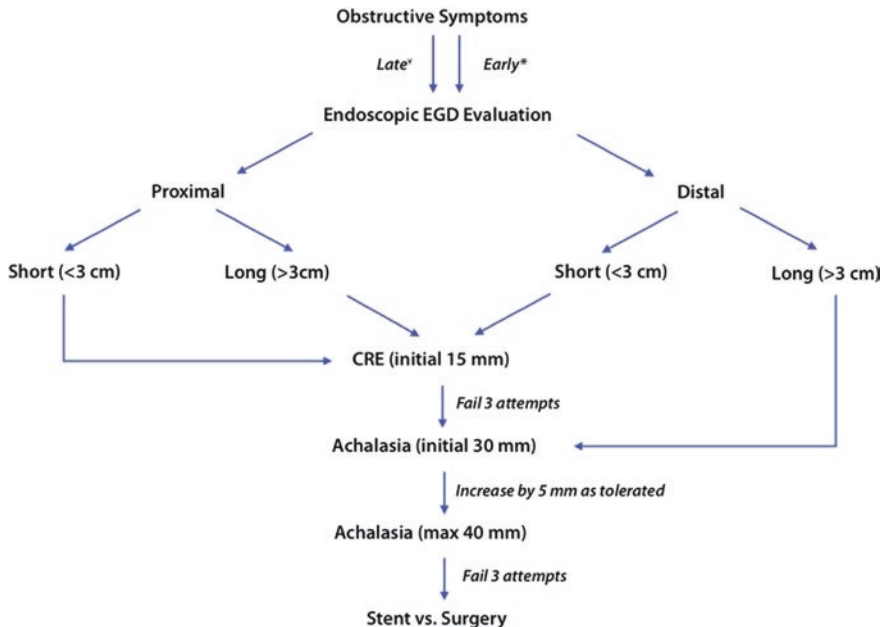 Obstructive Symptoms
Lateˠ Early*
Endoscopic EGD Evaluation
Proximal Distal
Short (<3 cm) Long (>3cm) Short (<3 cm) Long (>3 cm)
CRE (initial 15 mm)
Fail 3 attempts
Achalasia (initial 30 mm)
Increase by 5 mm as tolerated
Achalasia (max 40 mm)
Fail 3 attempts
Stent vs. Surgery